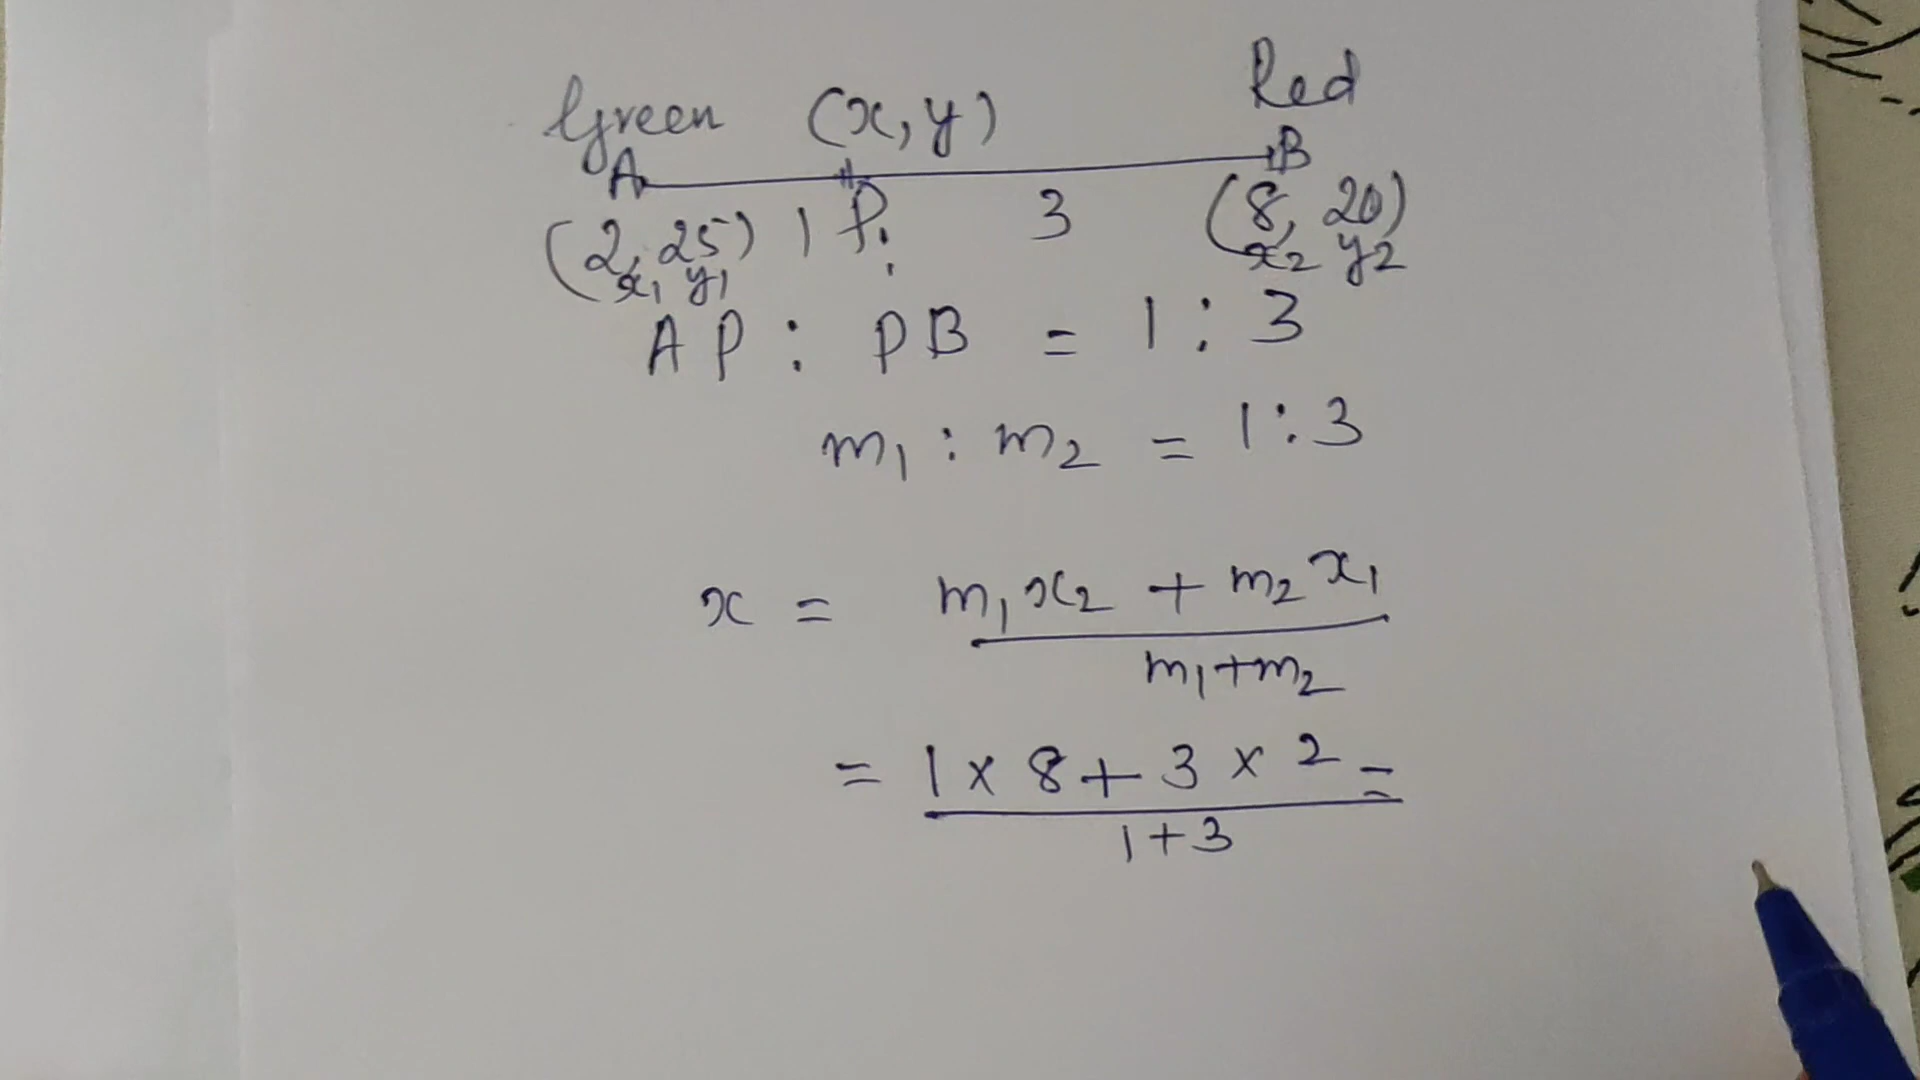 Green (x, y) Red
A B
(2, 25) 1 P 3 (8, 20)
x₁ y₁ x₂ y₂
AP : PB = 1 : 3
m₁ : m₂ = 1 : 3
x = m₁x₂ + m₂x₁
m₁+m₂
= 1 × 8 + 3 × 2 =
1+3